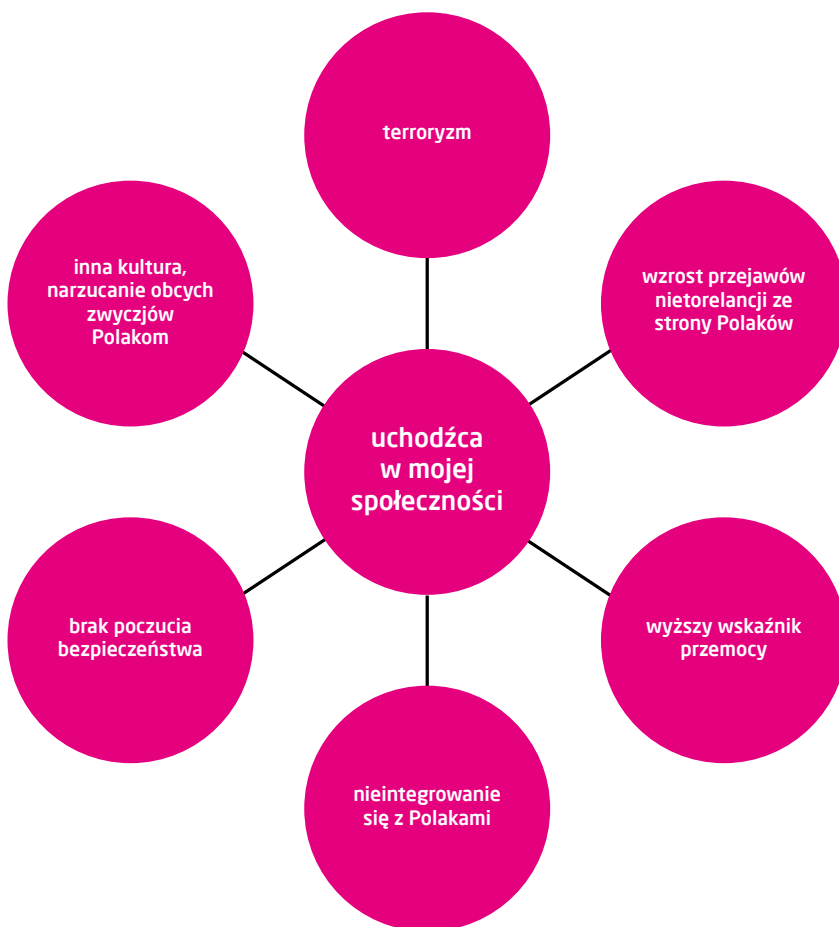 terroryzm
inna kultura,
narzucanie obcych
zwyczjów
Polakom
wzrost przejawów
nietorelancji ze
strony Polaków
uchodźca
w mojej
społeczności
brak poczucia
bezpieczeństwa
wyższy wskaźnik
przemocy
nieintegrowanie
się z Polakami